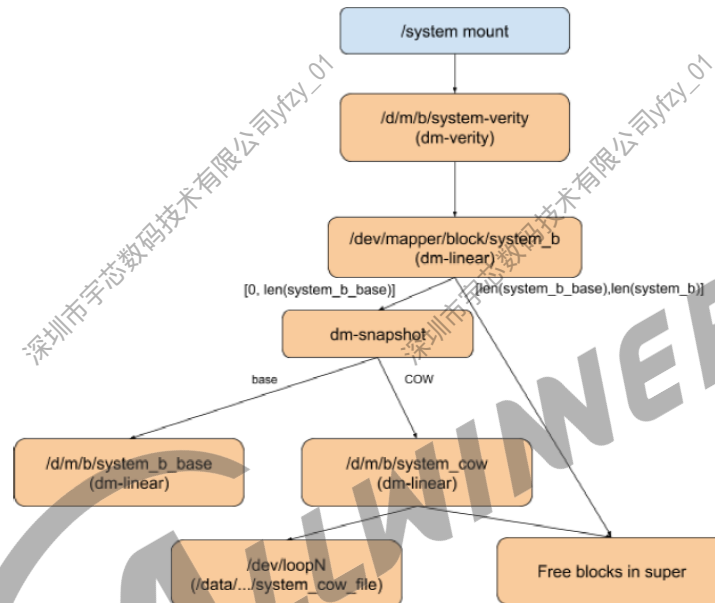 /system mount
/d/m/b/system-verity
(dm-verity)
/dev/mapper/block/system_b
(dm-linear)
[0, len(system_b_base)]
[len(system_b_base),len(system_b)]
dm-snapshot
base
COW
/d/m/b/system_b_base
(dm-linear)
/d/m/b/system_cow
(dm-linear)
/dev/loopN
(/data/.../system_cow_file)
Free blocks in super
深圳市宇芯数码技术有限公司yfzy_01
深圳市宇芯数码技术有限公司yfzy_01
ALLWINNER